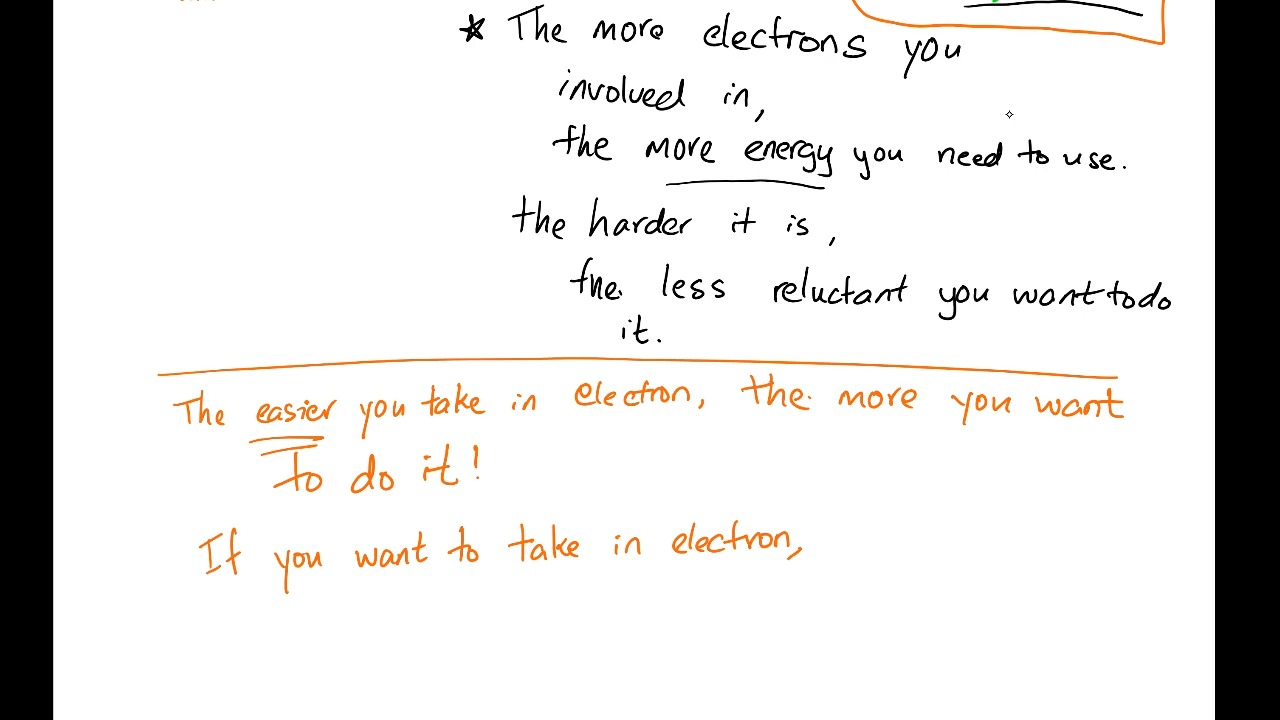 * The more electrons you
involved in,
the more energy you need to use.
the harder it is,
the less reluctant you want to do
it.
The easier you take in electron, the more you want
to do it!
If you want to take in electron,